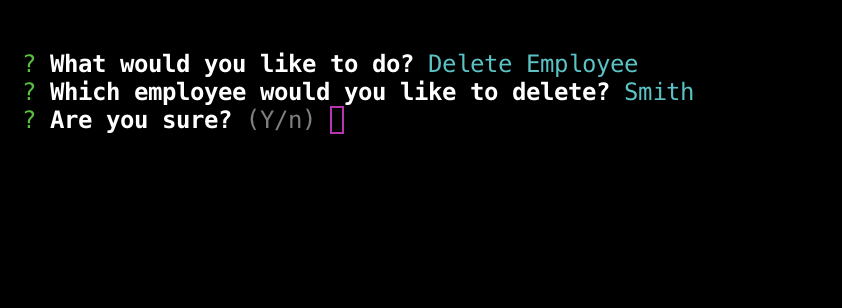 ? What would you like to do? Delete Employee
? Which employee would you like to delete? Smith
? Are you sure? (Y/n)